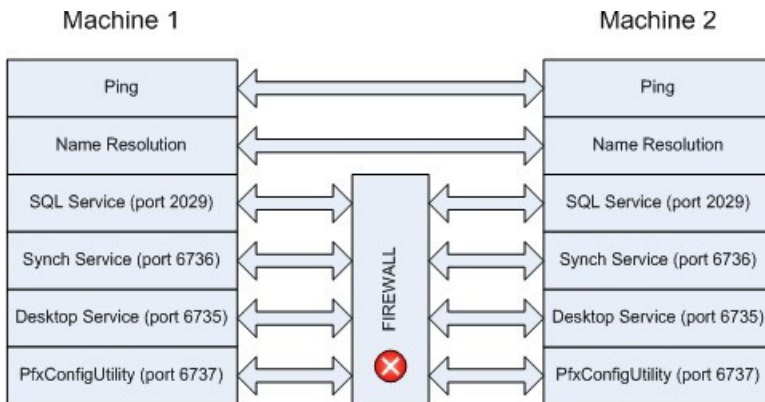 Machine 1
Machine 2
Ping
Ping
Name Resolution
Name Resolution
SQL Service (port 2029)
SQL Service (port 2029)
Synch Service (port 6736)
Synch Service (port 6736)
FIREWALL
Desktop Service (port 6735)
Desktop Service (port 6735)
PfxConfigUtility (port 6737)
PfxConfigUtility (port 6737)